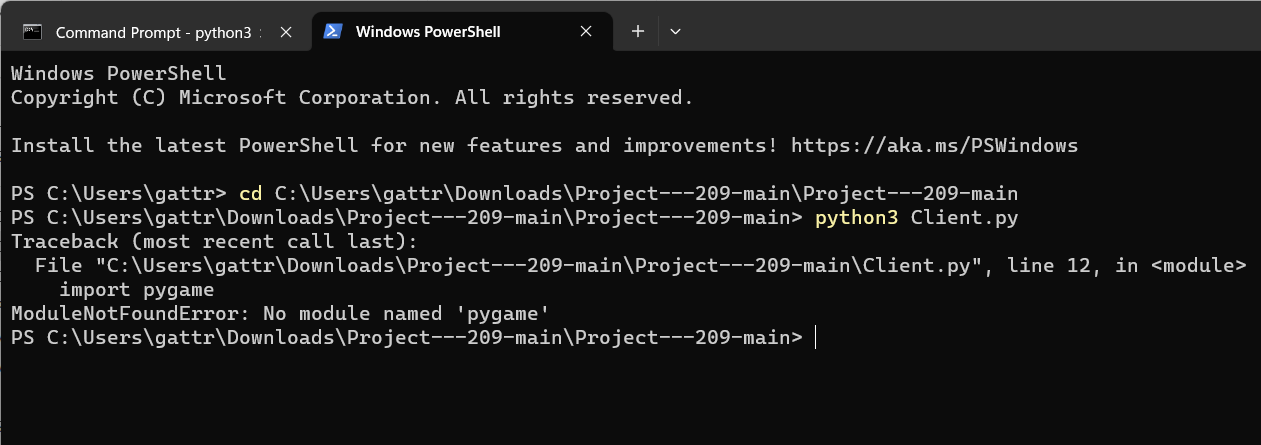 Command Prompt - python3
Windows PowerShell
Windows PowerShell
Copyright (C) Microsoft Corporation. All rights reserved.
Install the latest PowerShell for new features and improvements! https://aka.ms/PSWindows
PS C:\Users\gattr> cd C:\Users\gattr\Downloads\Project---209-main\Project---209-main
PS C:\Users\gattr\Downloads\Project---209-main\Project---209-main> python3 Client.py
Traceback (most recent call last):
  File "C:\Users\gattr\Downloads\Project---209-main\Project---209-main\Client.py", line 12, in <module>
    import pygame
ModuleNotFoundError: No module named 'pygame'
PS C:\Users\gattr\Downloads\Project---209-main\Project---209-main>